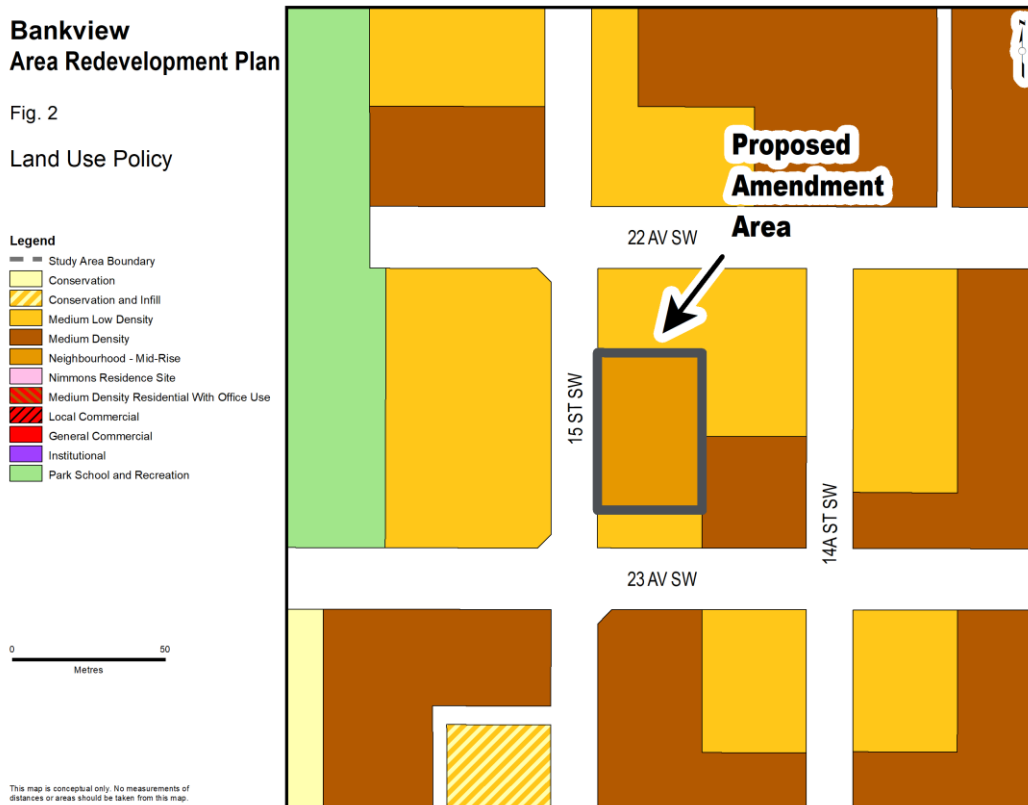 Bankview
Area Redevelopment Plan
Fig. 2
Land Use Policy
Legend
Study Area Boundary
Conservation
Conservation and Infill
Medium Low Density
Medium Density
Neighbourhood - Mid-Rise
Nimmons Residence Site
Medium Density Residential With Office Use
Local Commercial
General Commercial
Institutional
Park School and Recreation
0 50
Metres
This map is conceptual only. No measurements of
distances or areas should be taken from this map.
Proposed
Amendment
Area
22 AV SW
15 ST SW
14A ST SW
23 AV SW